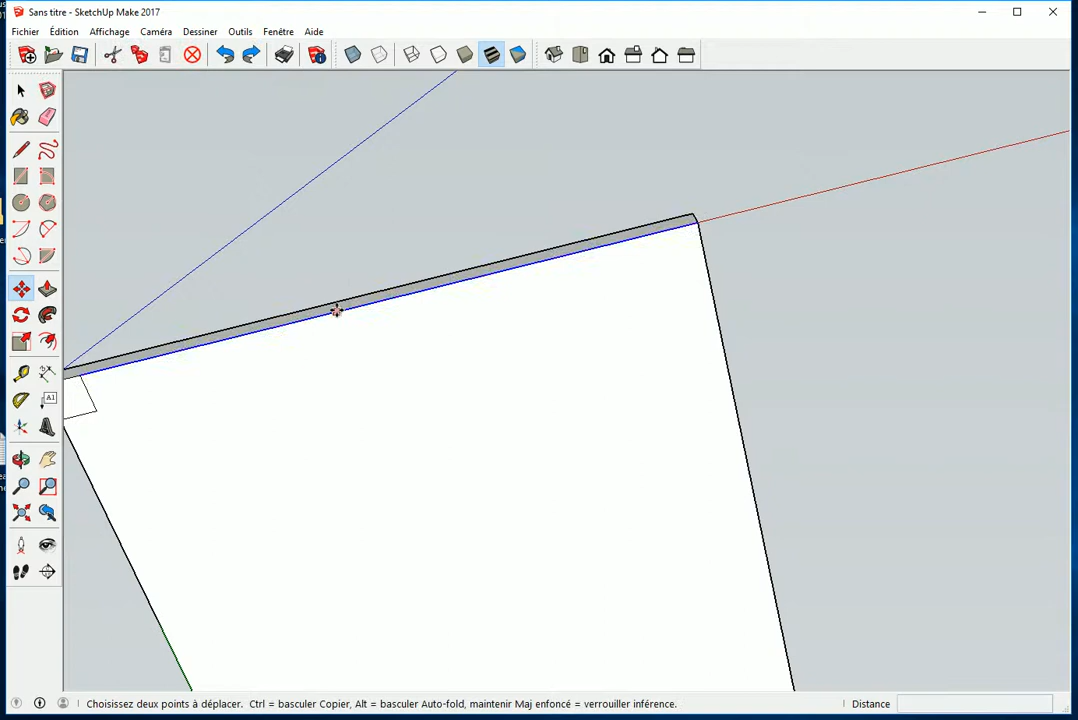 Sans titre - SketchUp Make 2017
Fichier Édition Affichage Caméra Dessiner Outils Fenêtre Aide
A1
Choisissez deux points à déplacer. Ctrl = basculer Copier, Alt = basculer Auto-fold, maintenir Maj enfoncé = verrouiller inférence.
Distance